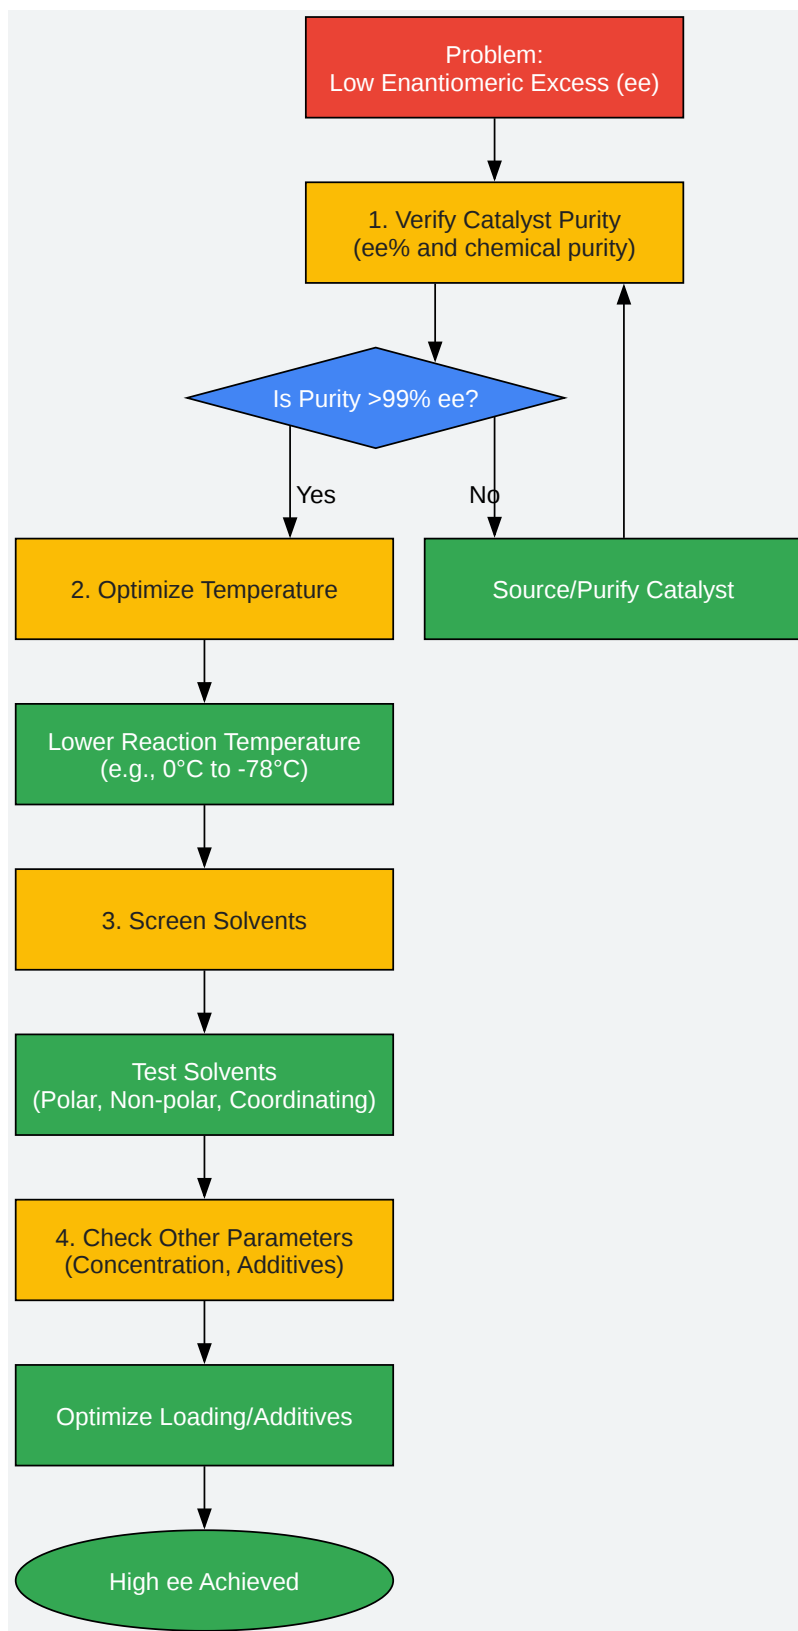 Problem:
Low Enantiomeric Excess (ee)
1. Verify Catalyst Purity
(ee% and chemical purity)
Is Purity >99% ee?
Yes
No
2. Optimize Temperature
Source/Purify Catalyst
Lower Reaction Temperature
(e.g., 0°C to -78°C)
3. Screen Solvents
Test Solvents
(Polar, Non-polar, Coordinating)
4. Check Other Parameters
(Concentration, Additives)
Optimize Loading/Additives
High ee Achieved